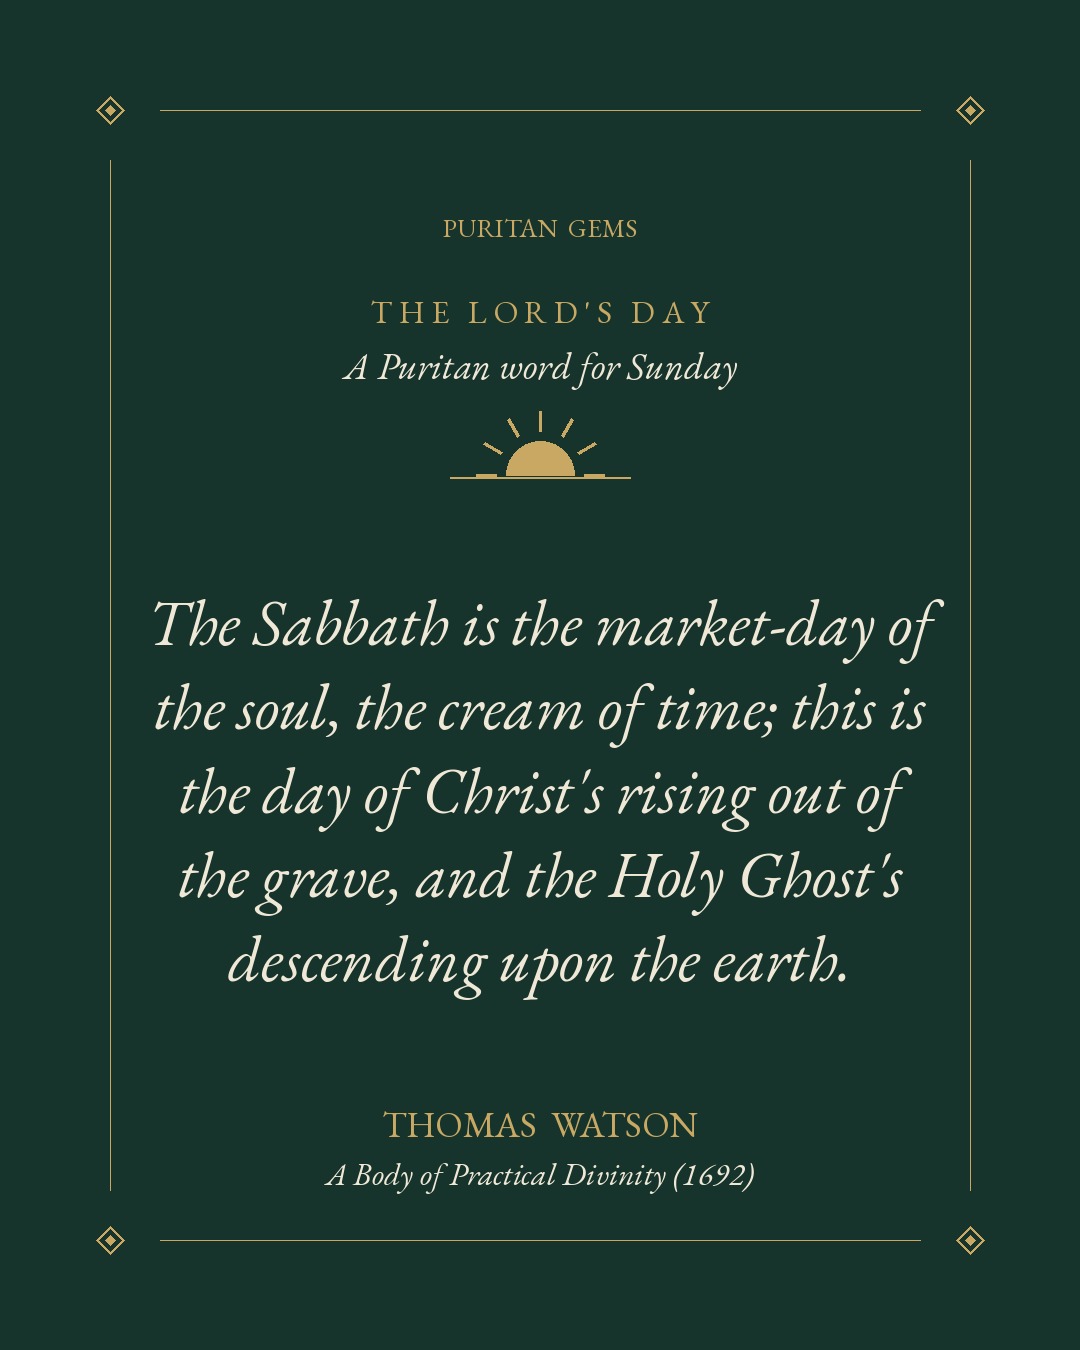 PURITAN GEMS
THE LORD'S DAY
A Puritan word for Sunday
The Sabbath is the market-day of
the soul, the cream of time; this is
the day of Christ's rising out of
the grave, and the Holy Ghost's
descending upon the earth.
THOMAS WATSON
A Body of Practical Divinity (1692)